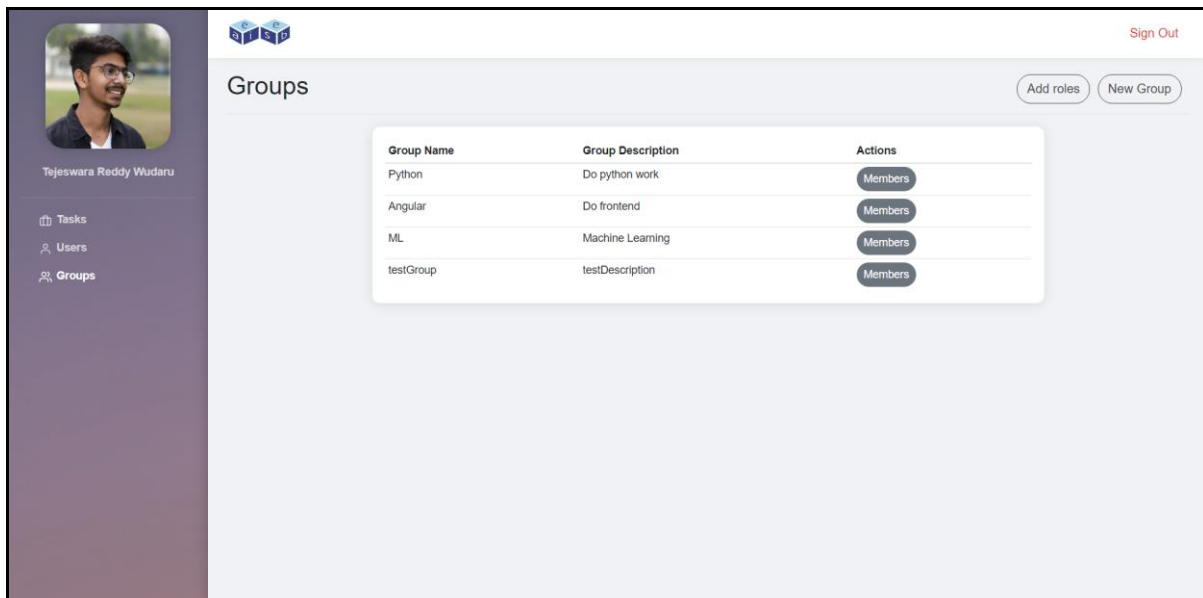 e e
a i s b
Sign Out
Groups
Add roles New Group
Tejeswara Reddy Wudaru
Tasks
Users
Groups
Group Name Group Description Actions
Python Do python work Members
Angular Do frontend Members
ML Machine Learning Members
testGroup testDescription Members